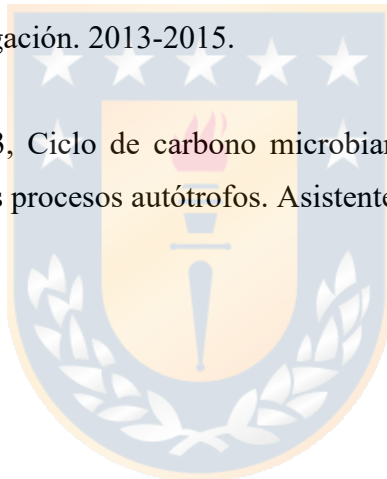 gación. 2013-2015.
3, Ciclo de carbono microbian
s procesos autótrofos. Asistente